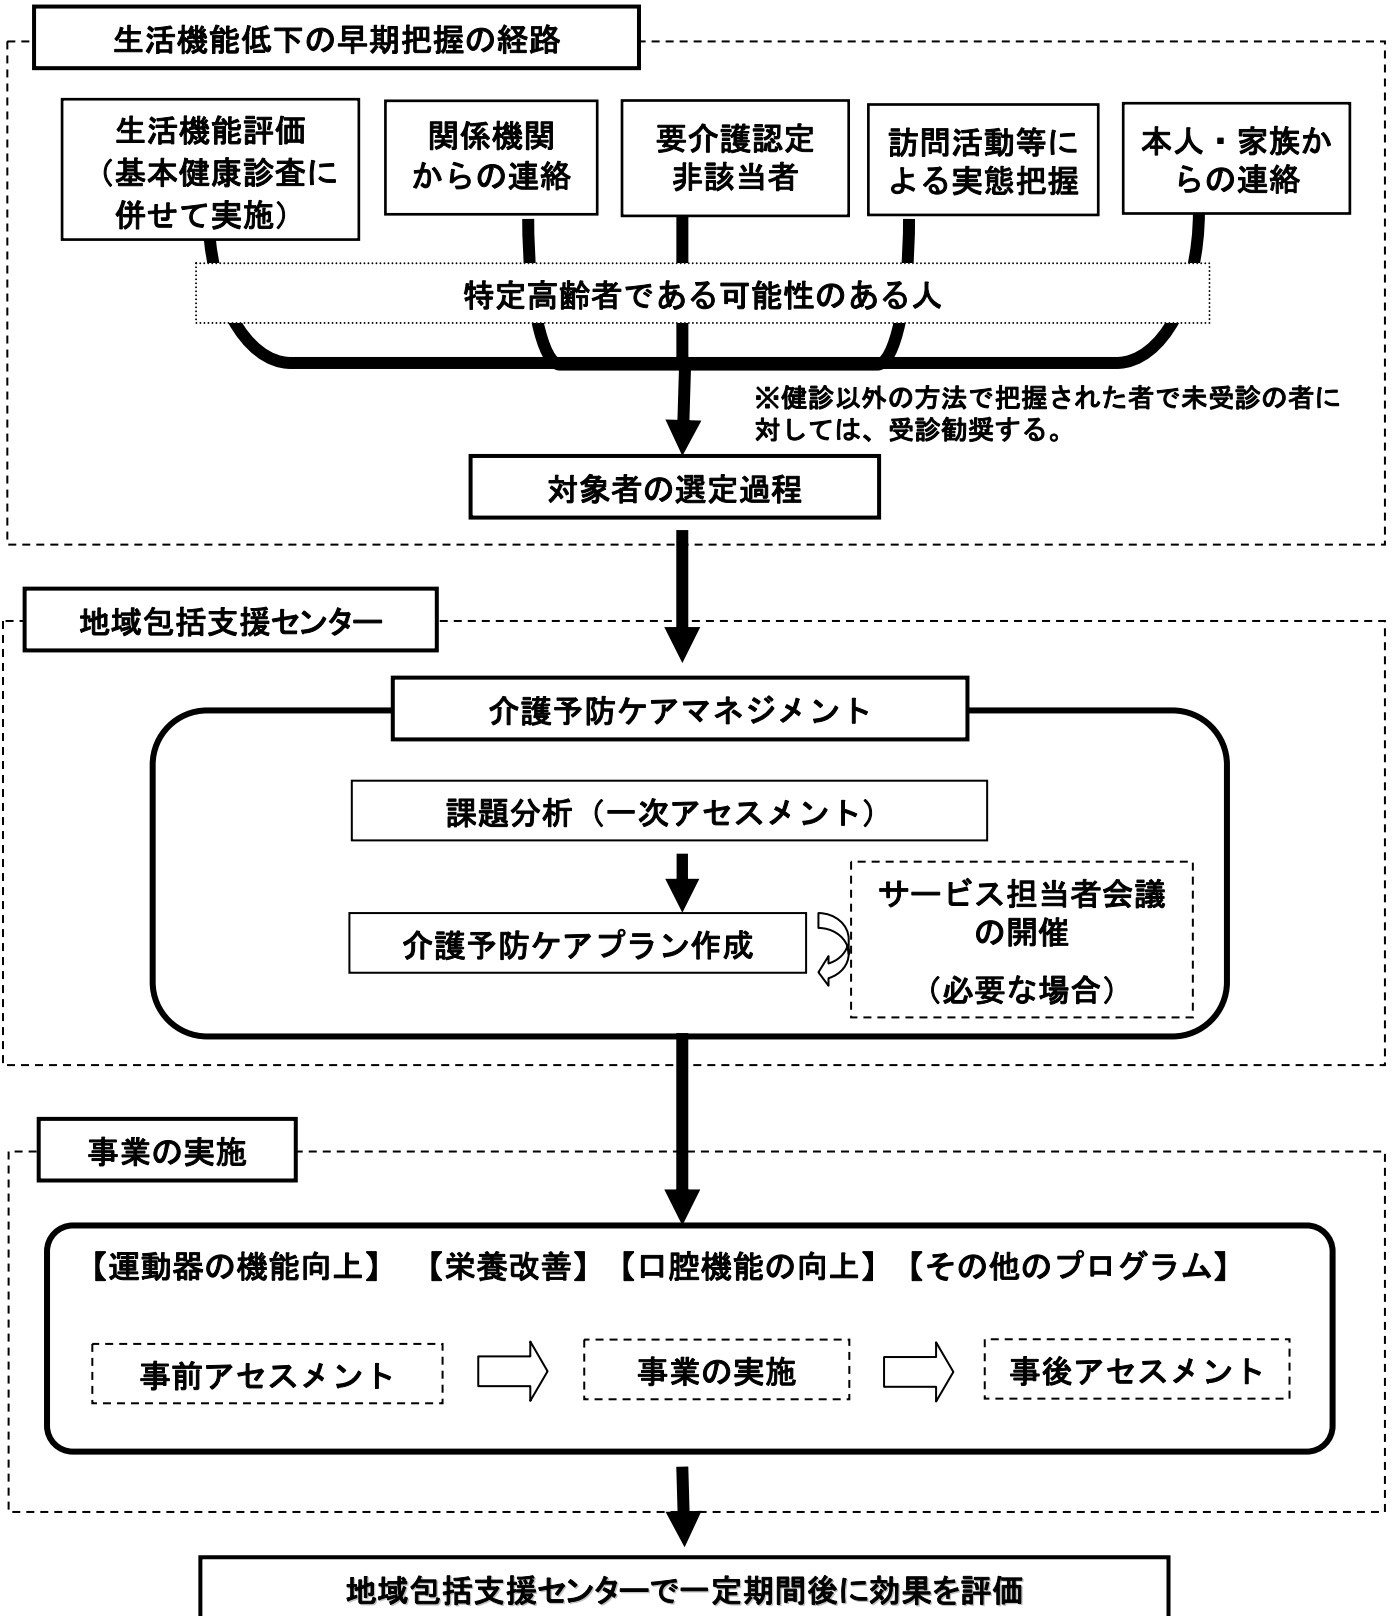 生活機能低下の早期把握の経路
生活機能評価
（基本健康診査に
併せて実施）
関係機関
からの連絡
要介護認定
非該当者
訪問活動等に
よる実態把握
本人・家族か
らの連絡
特定高齢者である可能性のある人
※健診以外の方法で把握された者で未受診の者に
対しては、受診勧奨する。
対象者の選定過程
地域包括支援センター
介護予防ケアマネジメント
課題分析（一次アセスメント）
介護予防ケアプラン作成
サービス担当者会議
の開催
（必要な場合）
事業の実施
【運動器の機能向上】 【栄養改善】 【口腔機能の向上】 【その他のプログラム】
事前アセスメント
事業の実施
事後アセスメント
地域包括支援センターで一定期間後に効果を評価